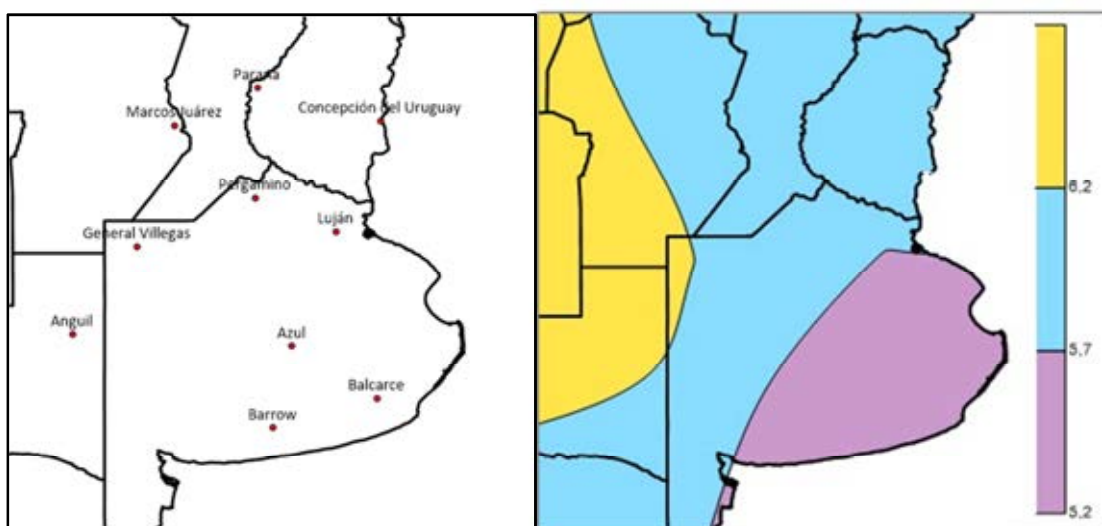 Paraná
Marcos Juárez
Concepción del Uruguay
Pergamino
Luján
General Villegas
Anguil
Azul
Balcarce
Barrow
6,2
5,7
5,2